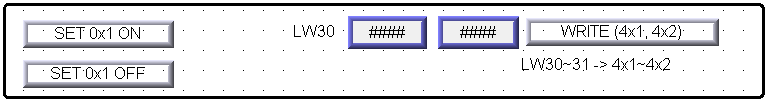 SET 0x1 ON
LW30 #### #### WRITE (4x1, 4x2)
SET 0x1 OFF
LW30~31 -> 4x1~4x2